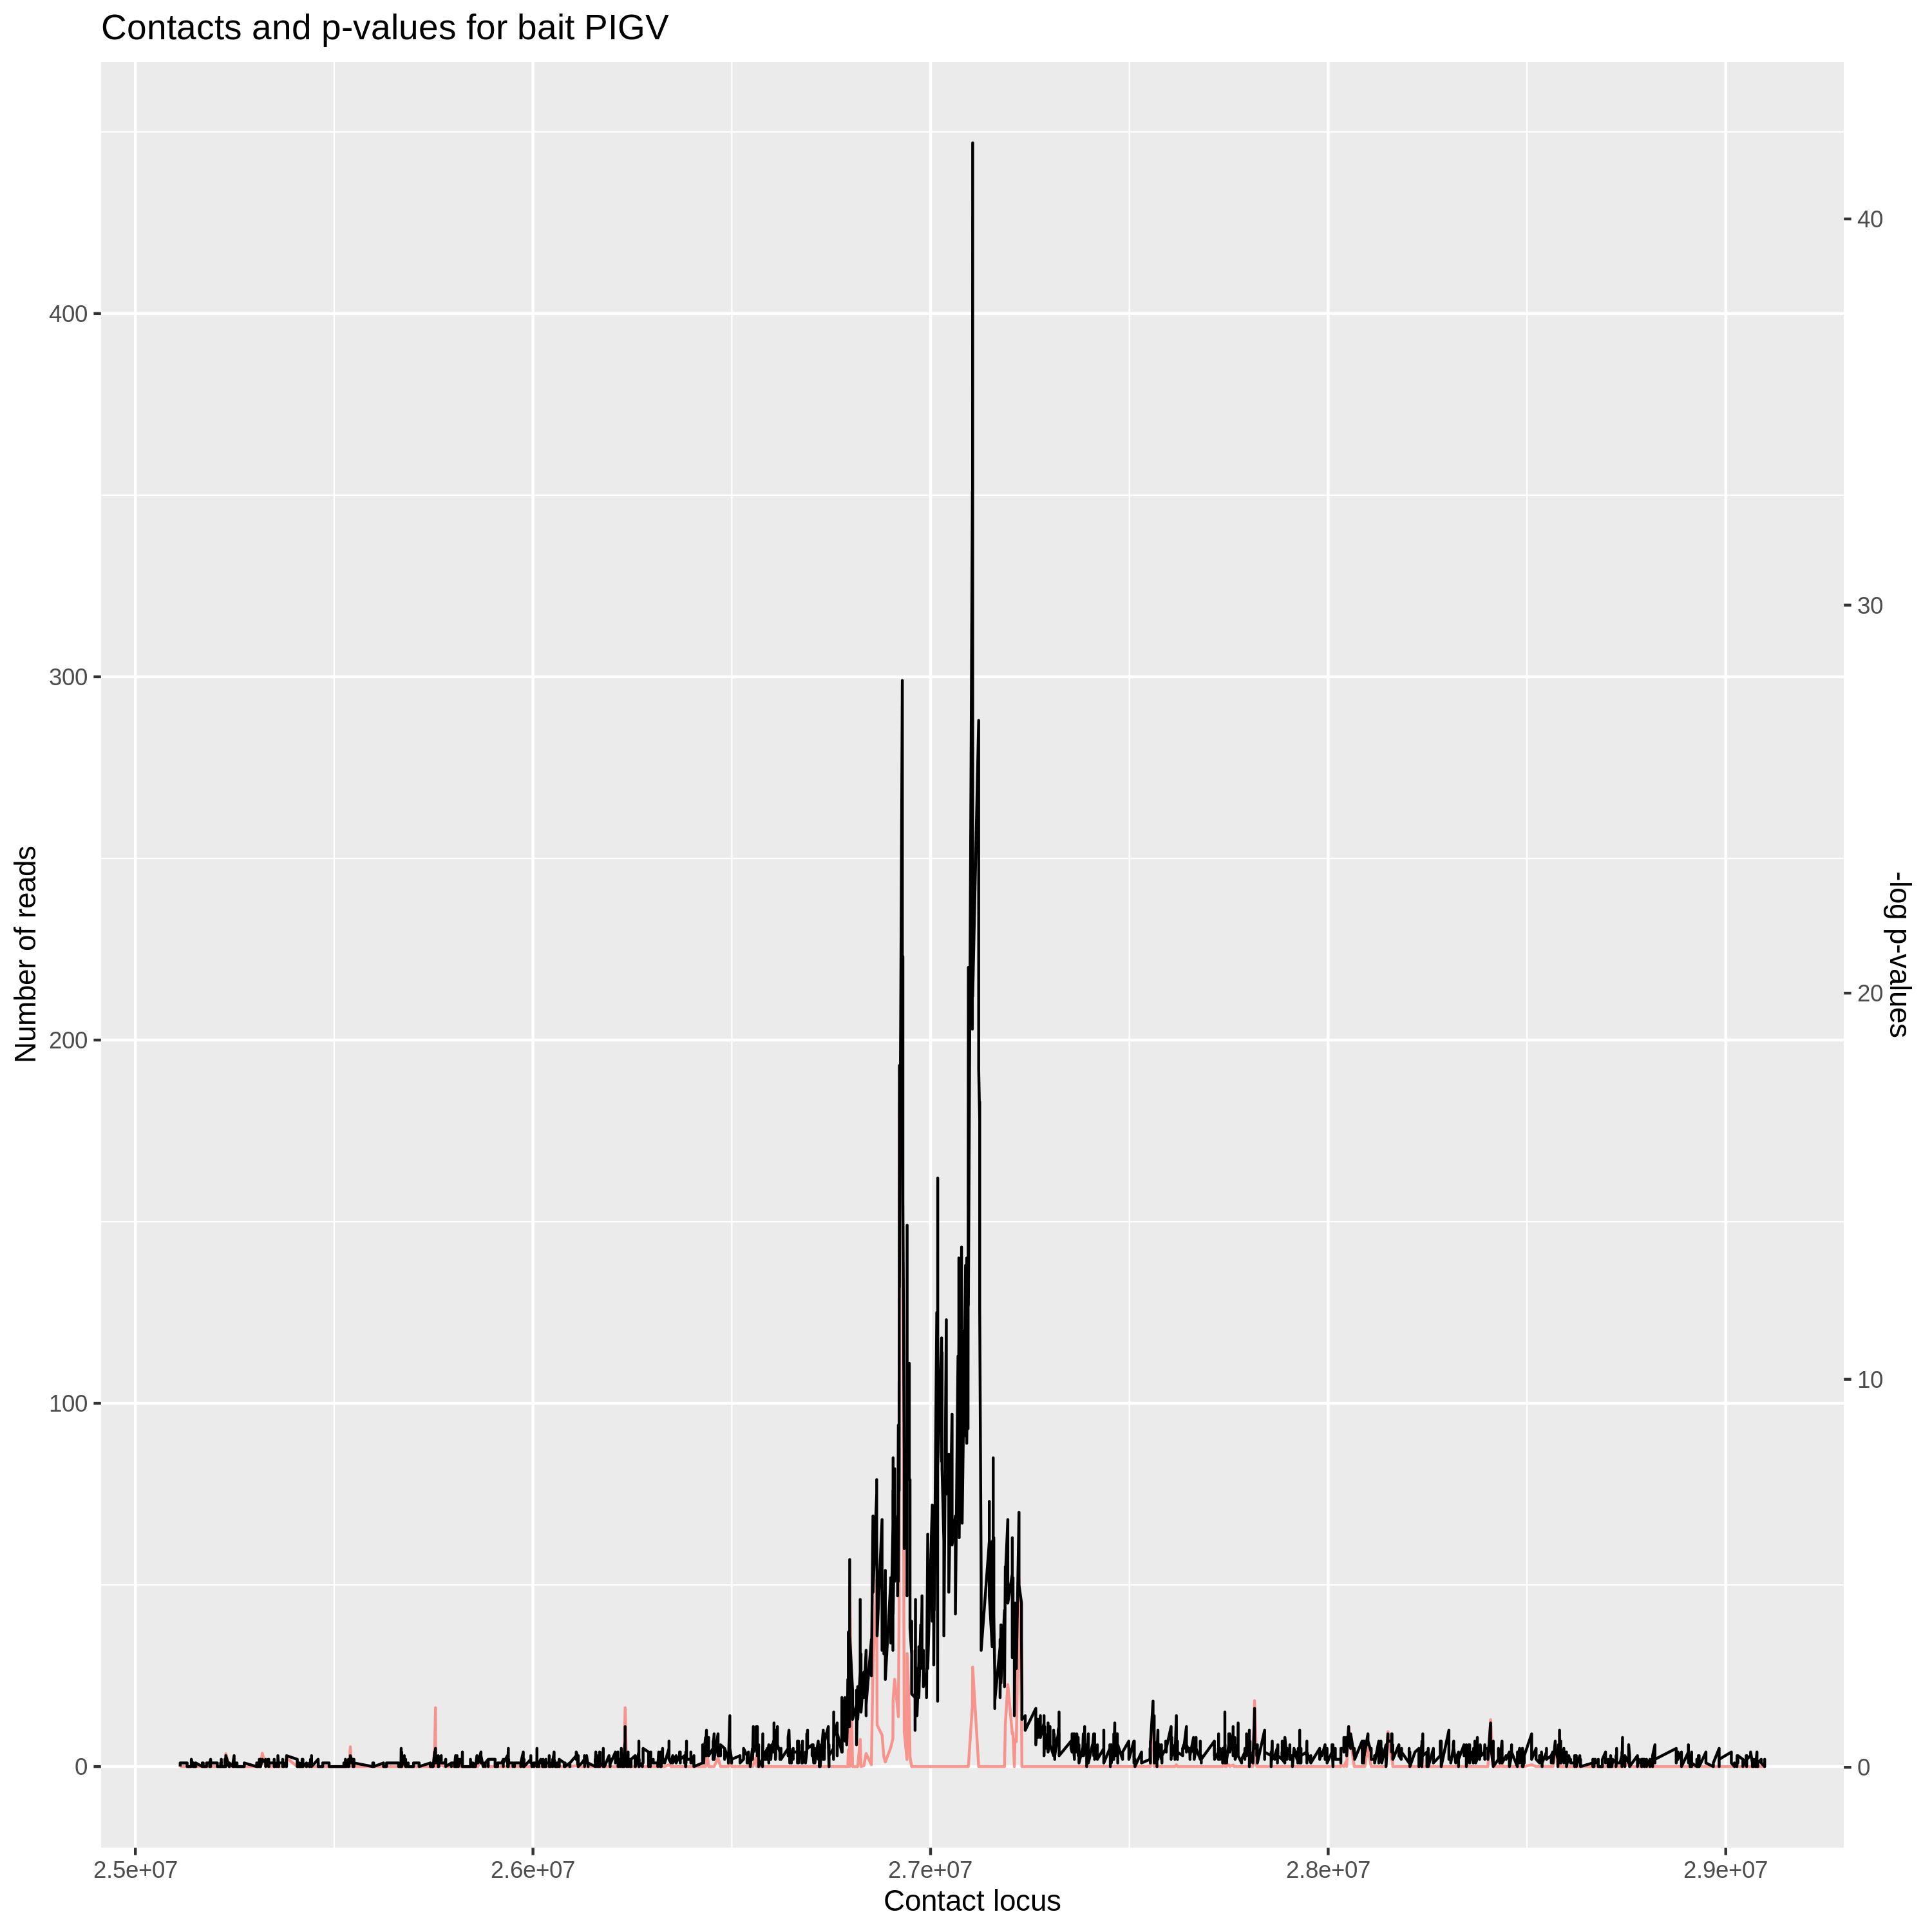 Contacts and p-values for bait PIGV
Number of reads
400
300
200
100
0
40
30
20
10
0
-log p-values
2.5e+07
2.6e+07
2.7e+07
2.8e+07
2.9e+07
Contact locus